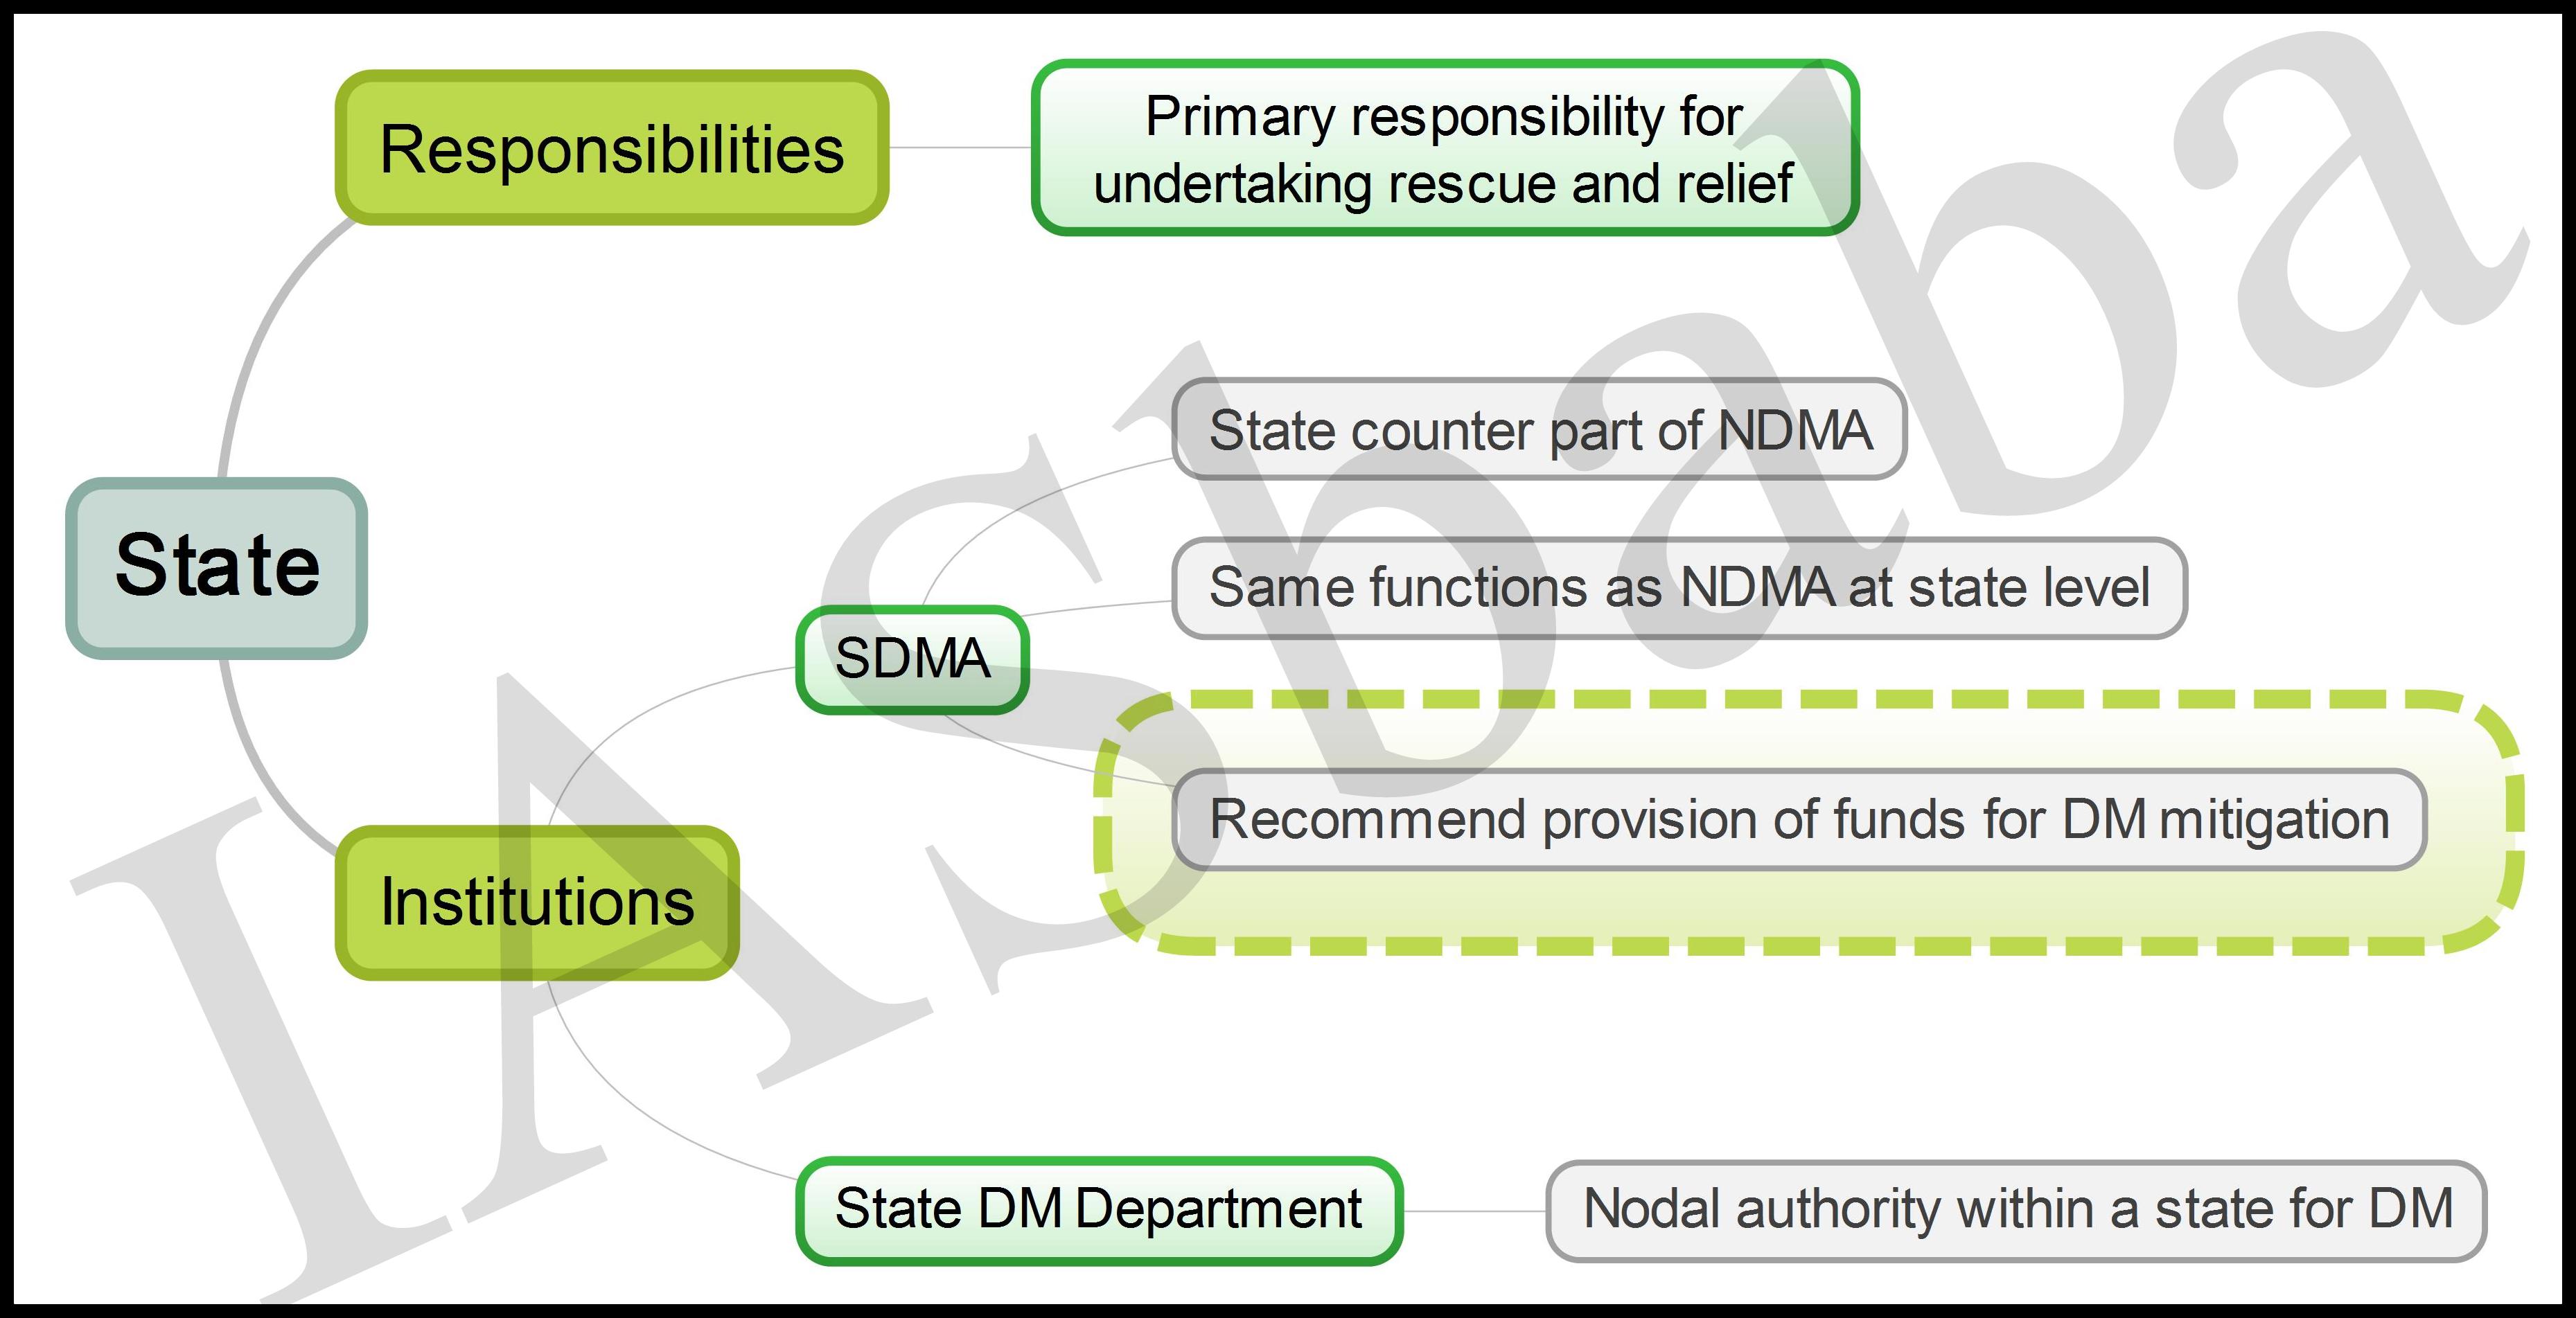 Responsibilities
Primary responsibility for
undertaking rescue and relief
State
State counter part of NDMA
Same functions as NDMA at state level
SDMA
Recommend provision of funds for DM mitigation
Institutions
State DM Department
Nodal authority within a state for DM
IASbaba